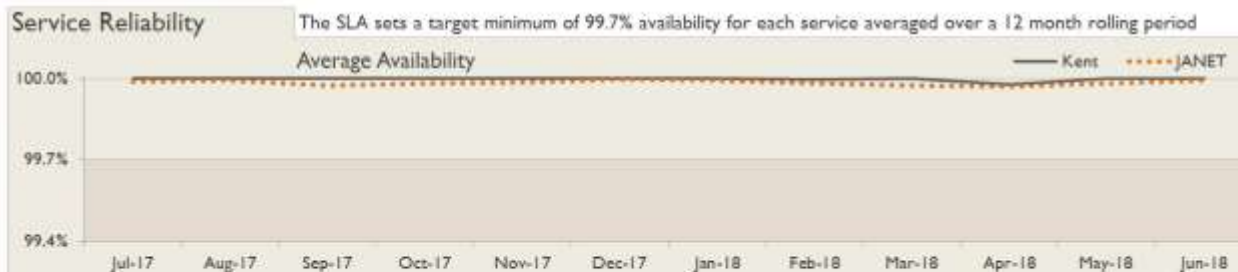 Service Reliability
The SLA sets a target minimum of 99.7% availability for each service averaged over a 12 month rolling period
Average Availability
Kent
JANET
100.0%
99.7%
99.4%
Jul-17 Aug-17 Sep-17 Oct-17 Nov-17 Dec-17 Jan-18 Feb-18 Mar-18 Apr-18 May-18 Jun-18